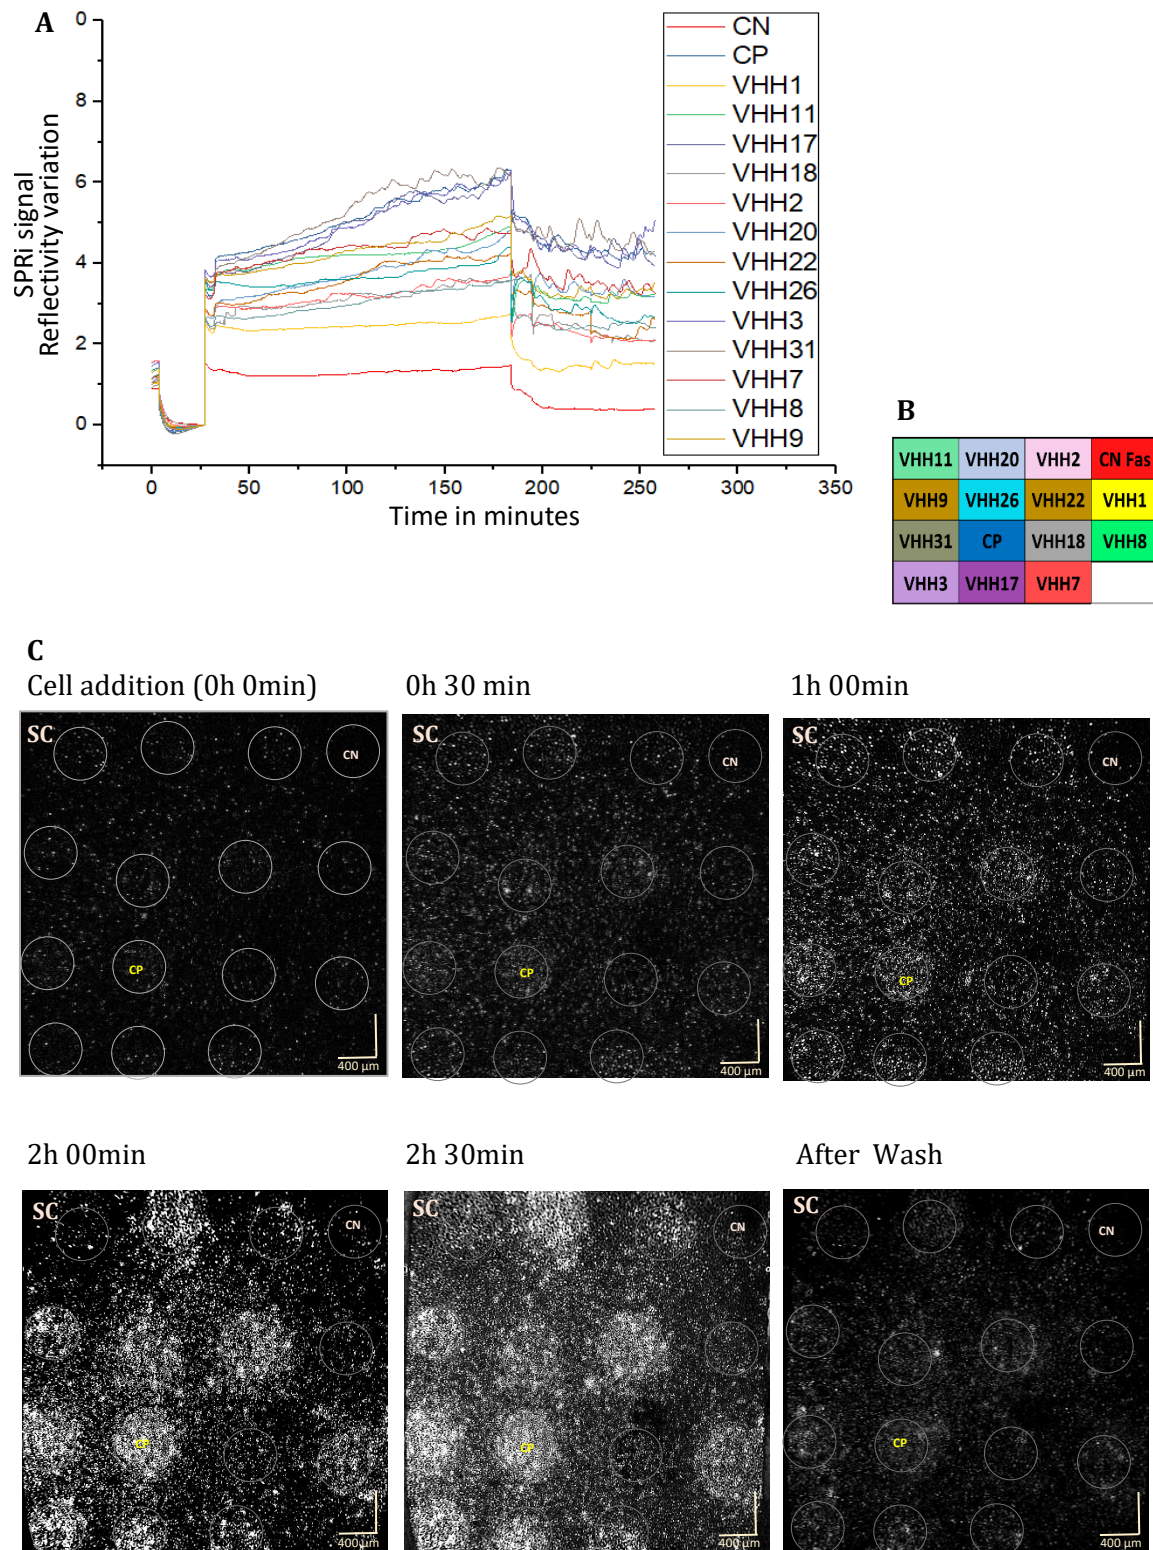 A
0
8
6
4
2
0
SPRi signal
Reflectivity variation
0
50
100
150
200
250
300
350
Time in minutes
CN
CP
VHH1
VHH11
VHH17
VHH18
VHH2
VHH20
VHH22
VHH26
VHH3
VHH31
VHH7
VHH8
VHH9
B
VHH11 VHH20 VHH2 CN Fas
VHH9 VHH26 VHH22 VHH1
VHH31 CP VHH18 VHH8
VHH3 VHH17 VHH7
C
Cell addition (0h 0min)
SC
CN
CP
400 µm
0h 30 min
SC
CN
CP
400 µm
1h 00min
SC
CN
CP
400 µm
2h 00min
SC
CN
CP
400 µm
2h 30min
SC
CN
CP
400 µm
After Wash
SC
CN
CP
400 µm